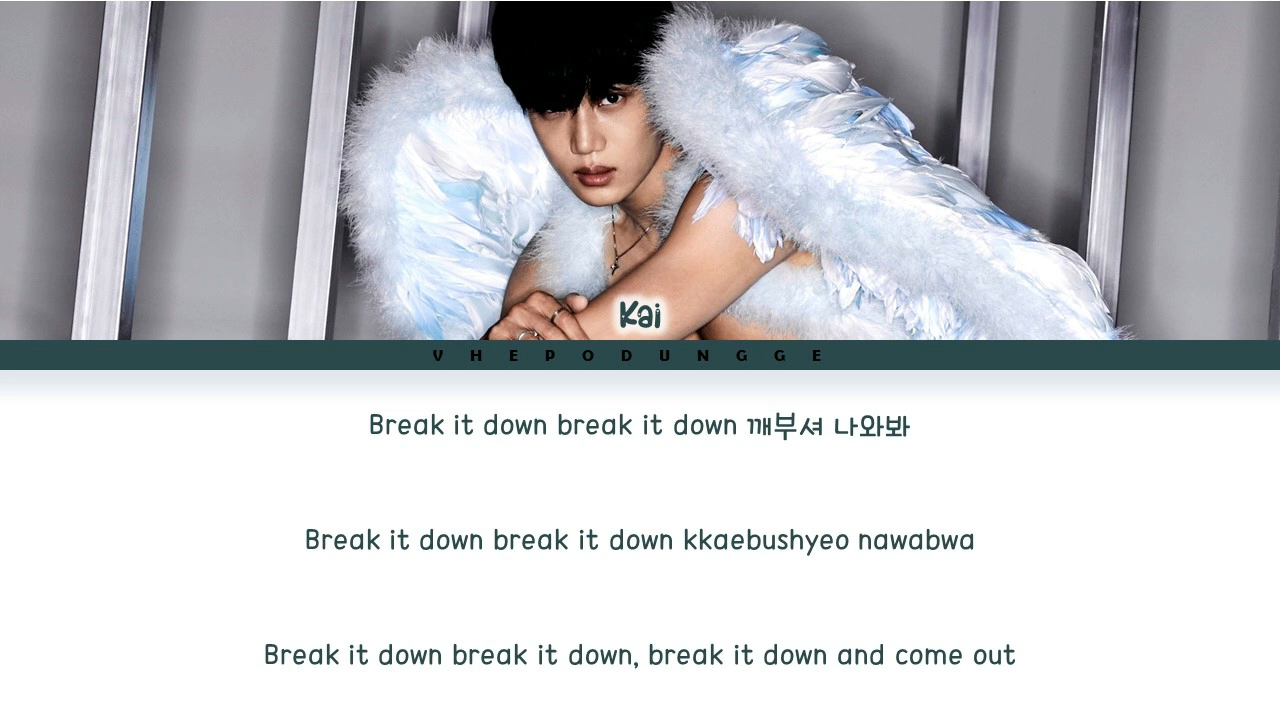 Kai
VHEPODUNGGE
Break it down break it down 깨부셔 나와봐
Break it down break it down kkaebushyeo nawabwa
Break it down break it down, break it down and come out